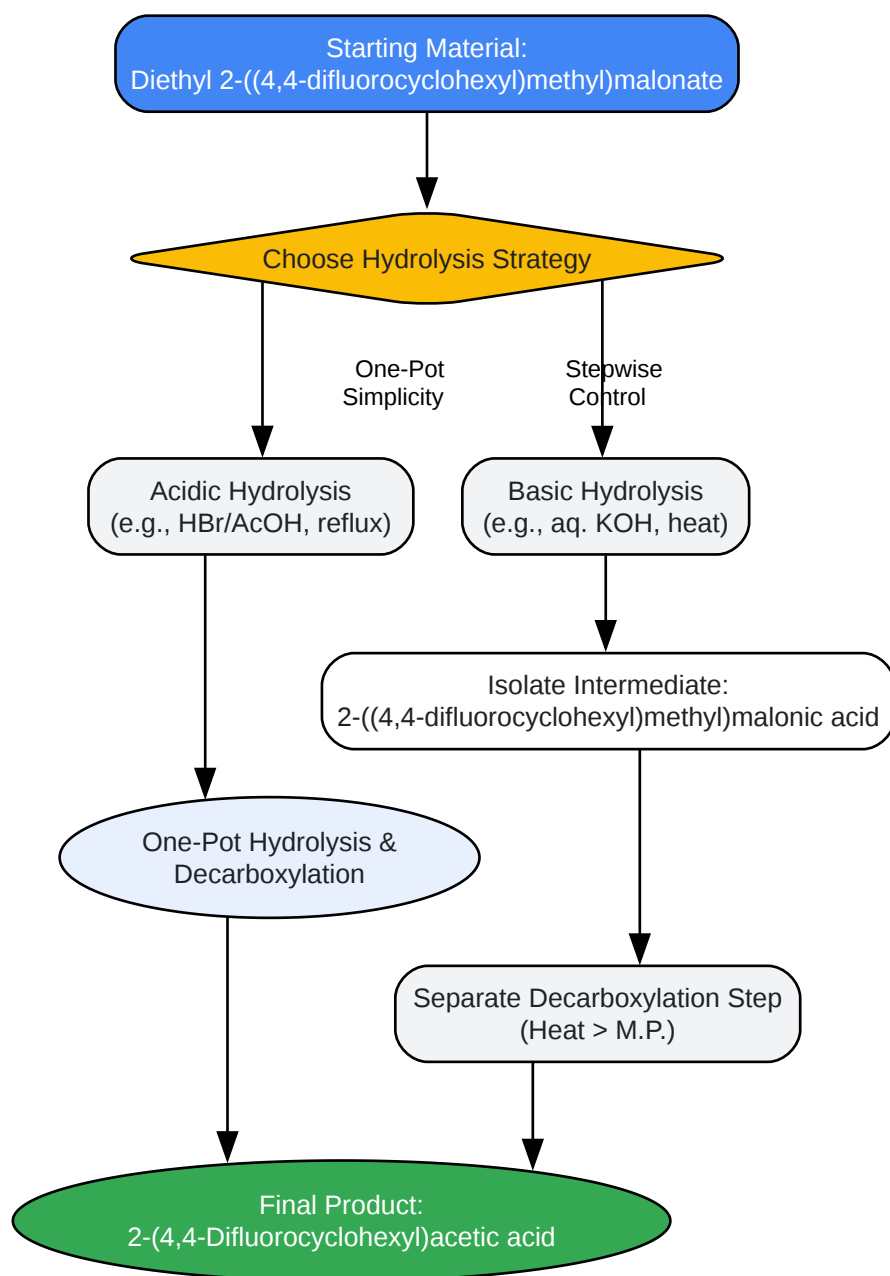 Starting Material:
Diethyl 2-((4,4-difluorocyclohexyl)methyl)malonate
Choose Hydrolysis Strategy
One-Pot
Simplicity
Stepwise
Control
Acidic Hydrolysis
(e.g., HBr/AcOH, reflux)
Basic Hydrolysis
(e.g., aq. KOH, heat)
Isolate Intermediate:
2-((4,4-difluorocyclohexyl)methyl)malonic acid
One-Pot Hydrolysis &
Decarboxylation
Separate Decarboxylation Step
(Heat > M.P.)
Final Product:
2-(4,4-Difluorocyclohexyl)acetic acid